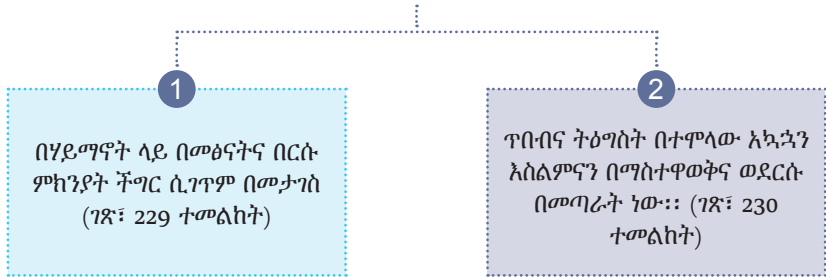 1
በሃይማኖት ላይ በመፅናትና በርሱ
ምክንያት ችግር ሲገጥም በመታገስ
(ገጽ፣ 229 ተመልከት)
2
ጥበብና ትዕግስት በተሞላው አኳኋን
እስልምናን በማስተዋወቅና ወደርሱ
በመጣራት ነው፡፡ (ገጽ፣ 230
ተመልከት)